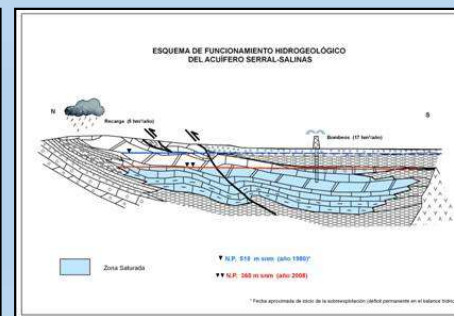 ESQUEMA DE FUNCIONAMIENTO HIDROGEOLÓGICO
DEL ACUÍFERO SERRAL-SALINAS
N
S
Recarga (5 hm³/año)
Bombeos (17 hm³/año)
Zona Saturada
N.P. 510 m snm (año 1980)*
N.P. 360 m snm (año 2008)
* Fecha aproximada de inicio de la sobreexplotación (déficit permanente en el balance hídrico)